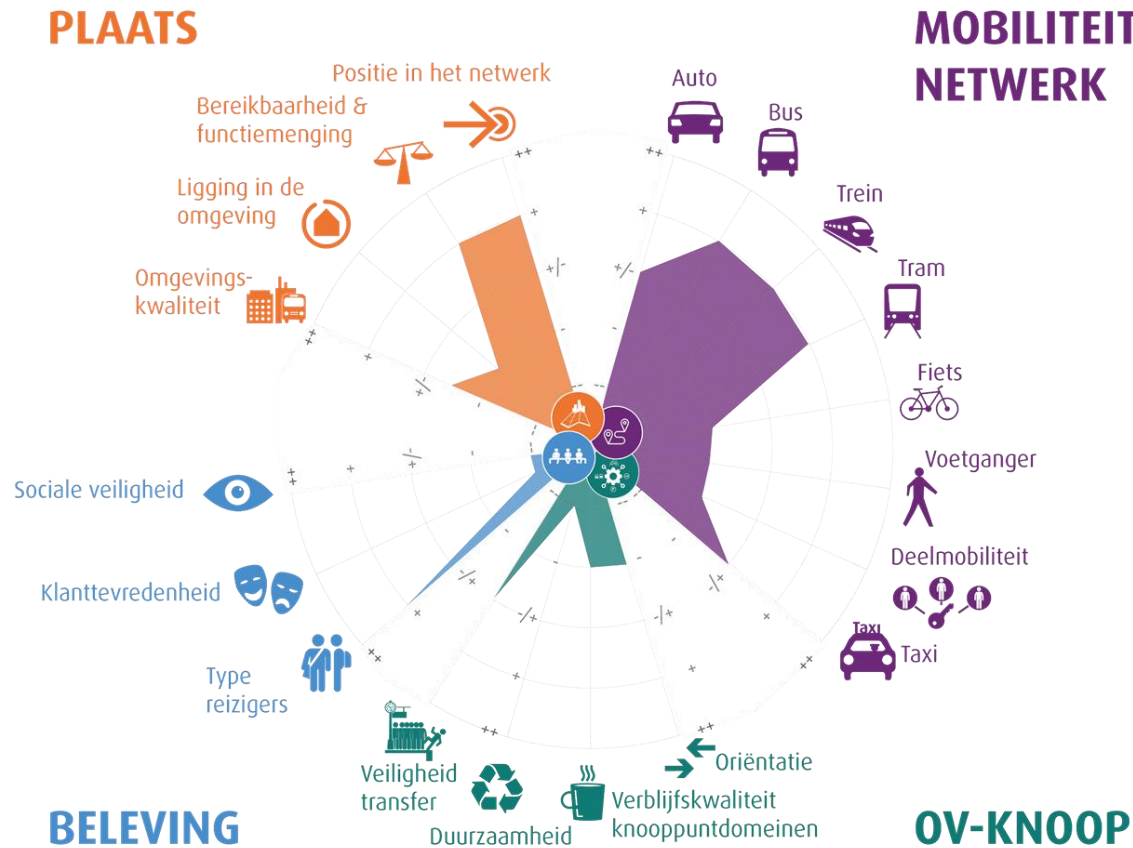 PLAATS
MOBILITEIT
NETWERK
Positie in het netwerk
Bereikbaarheid &
functiemenging
Ligging in de
omgeving
Omgevings-
kwaliteit
Auto
Bus
Trein
Tram
Fiets
Voetganger
Deelmobiliteit
Taxi
Taxi
++
++
+
+
+/-
+/-
-
-
++
+
+/-
-
++
+
+/-
-
Sociale veiligheid
Klanttevredenheid
Type
reizigers
-
+/-
+
++
-
-/+
+
++
-
-/+
+
++
-
-/+
+
++
Veiligheid
transfer
Duurzaamheid
Verblijfskwaliteit
knooppuntdomeinen
Oriëntatie
BELEVING
OV-KNOOP